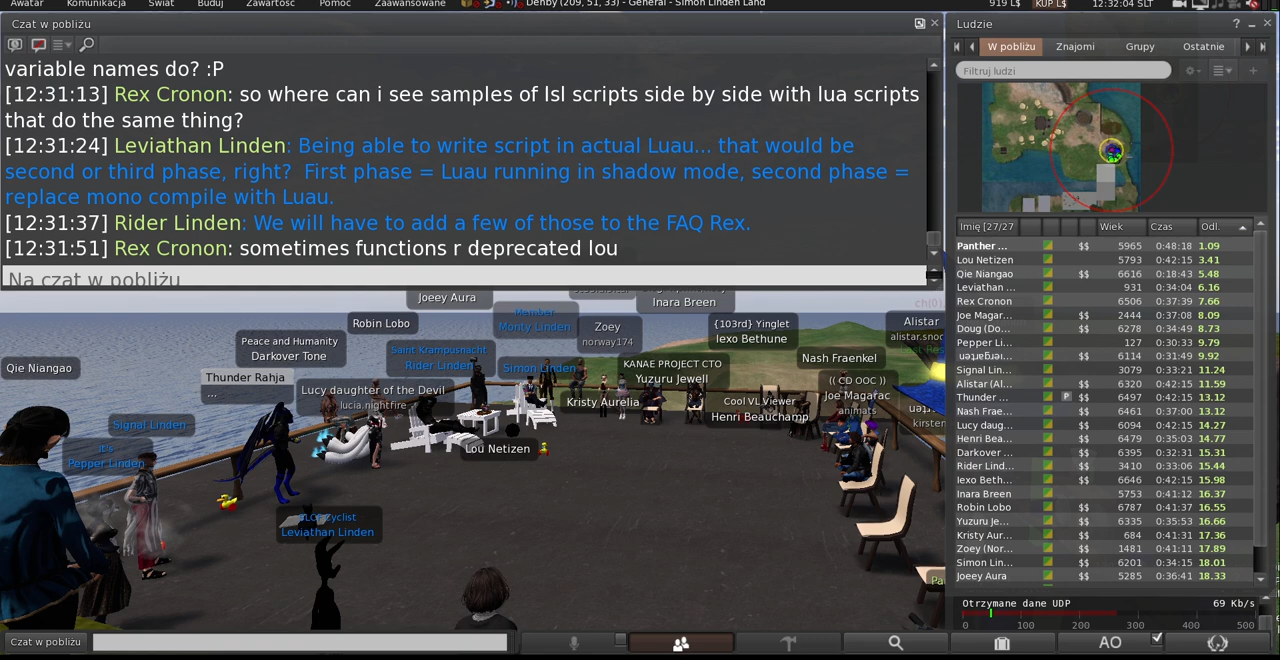 Awatar Komunikacja Świat Buduj Zawartość Pomoc Zaawansowane Denby (209, 51, 33) - General - Simon Linden Land 919 L$ KUP L$ 12:32:04 SLT
Czat w pobliżu
variable names do? :P
[12:31:13] Rex Cronon: so where can i see samples of lsl scripts side by side with lua scripts
that do the same thing?
[12:31:24] Leviathan Linden: Being able to write script in actual Luau... that would be
second or third phase, right?  First phase = Luau running in shadow mode, second phase =
replace mono compile with Luau.
[12:31:37] Rider Linden: We will have to add a few of those to the FAQ Rex.
[12:31:51] Rex Cronon: sometimes functions r deprecated lou
Na czat w pobliżu
Joeey Aura
Inara Breen
Robin Lobo
Member
Monty Linden
Zoey
norway174
{103rd} Yinglet
Iexo Bethune
Alistar
alistar.snov
Peace and Humanity
Darkover Tone
Saint Krampusnacht
Rider Linden
Simon Linden
KANAE PROJECT CTO
Yuzuru Jewell
Nash Fraenkel
Qie Niangao
Thunder Rahja
...
Lucy daughter of the Devil
lucia.nightfire
Kristy Aurelia
Cool VL Viewer
Henri Beauchamp
(( CD OOC ))
Joe Magarac
animats
kirsten
Signal Linden
Pepper Linden
Lou Netizen
Leviathan Linden
Pa
Czat w pobliżu
AO
Ludzie
W pobliżu Znajomi Grupy Ostatnie
Filtruj ludzi
Imię [27/27 Wiek Czas Odl.
Panther ... $$ 5965 0:48:18 1.09
Lou Netizen 5793 0:42:15 3.41
Qie Niangao $$ 6616 0:18:43 5.48
Leviathan ... 931 0:34:04 6.16
Rex Cronon 6506 0:37:39 7.66
Joe Magar... $$ 2444 0:37:08 8.09
Doug (Do... $$ 6278 0:34:49 8.73
Pepper Li... 127 0:30:33 9.79
$$ 6114 0:31:49 9.92
Signal Lin... 3079 0:33:21 11.24
Alistar (Al... $$ 6320 0:42:15 11.59
Thunder ... P $$ 6497 0:42:15 13.12
Nash Frae... $$ 6461 0:37:00 13.12
Lucy daug... $$ 6094 0:42:15 14.27
Henri Bea... $$ 6479 0:35:03 14.77
Darkover ... $$ 6395 0:32:31 15.31
Rider Lind... $$ 3410 0:33:06 15.44
Iexo Beth... $$ 6646 0:42:15 15.98
Inara Breen 5753 0:41:12 16.37
Robin Lobo $$ 6787 0:41:37 16.55
Yuzuru Je... $$ 6335 0:35:53 16.66
Kristy Aur... $$ 684 0:41:31 17.36
Zoey (Nor... $$ 1481 0:41:11 17.89
Simon Lin... $$ 6201 0:34:15 18.01
Joeey Aura $$ 5285 0:36:41 18.33
Otrzymane dane UDP 69 Kb/s
0 100 200 300 400 500